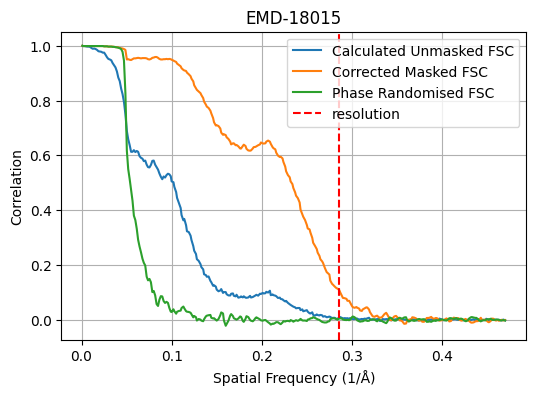 EMD-18015
Calculated Unmasked FSC
Corrected Masked FSC
Phase Randomised FSC
resolution
Correlation
1.0
0.8
0.6
0.4
0.2
0.0
0.0 0.1 0.2 0.3 0.4
Spatial Frequency (1/Å)